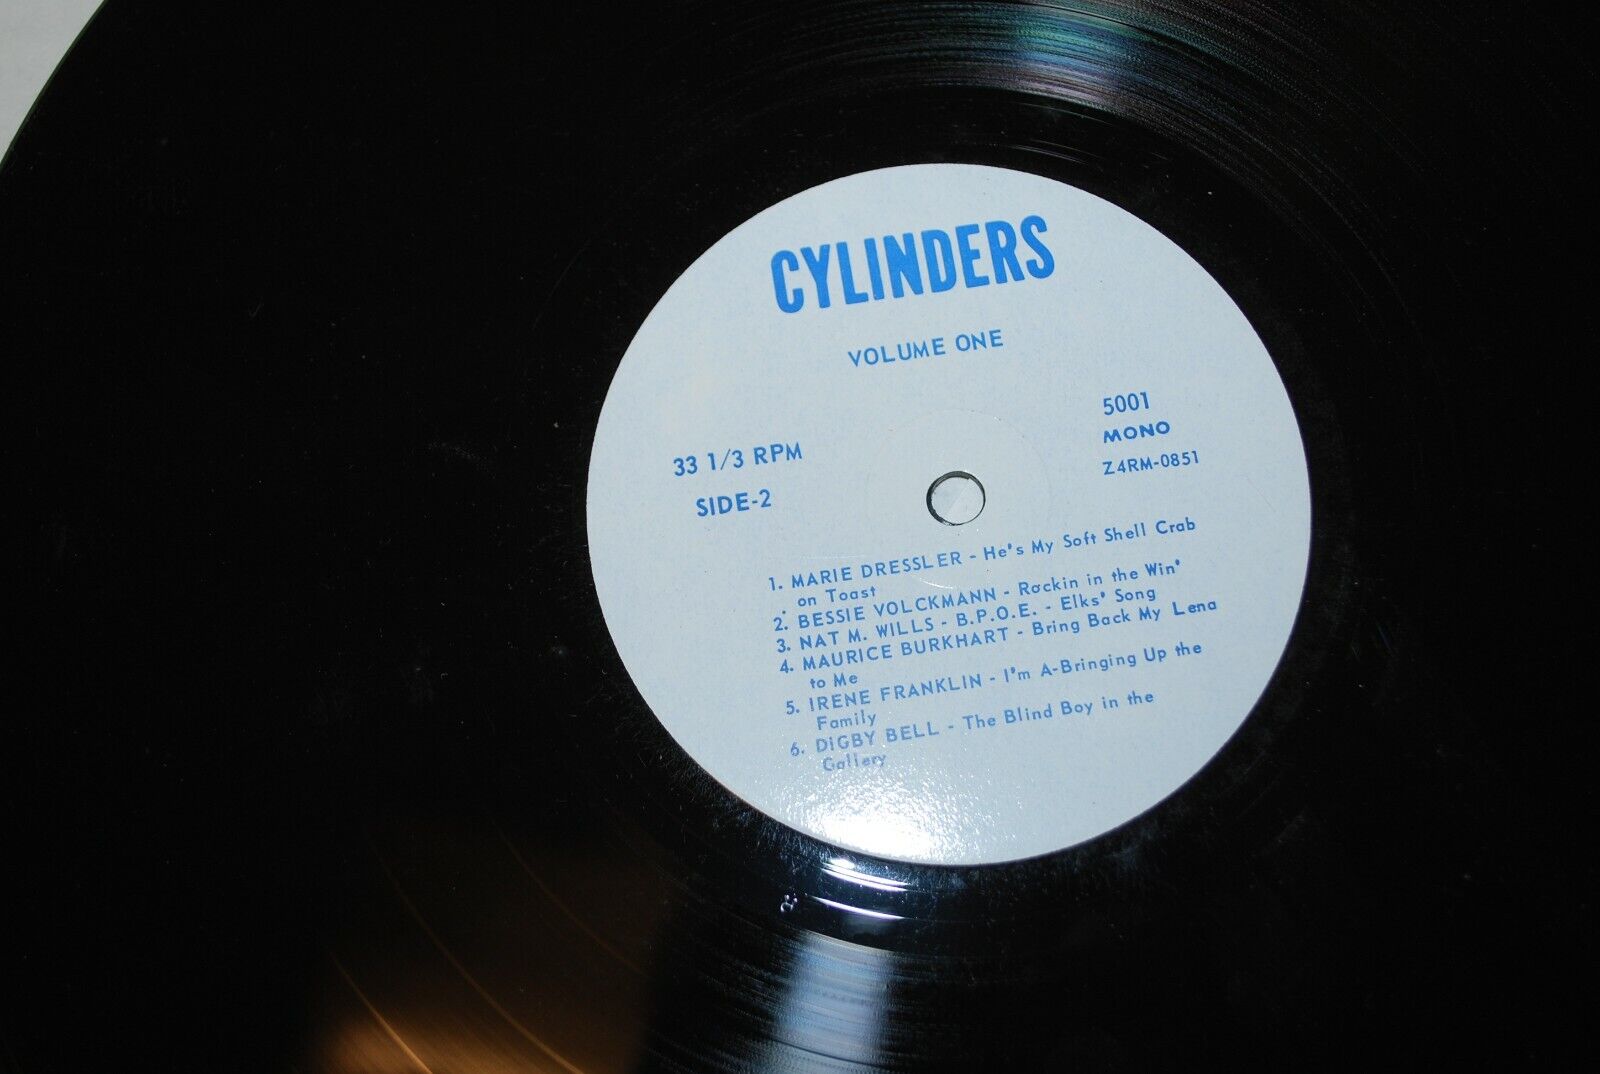 CYLINDERS
VOLUME ONE
33 1/3 RPM
SIDE-2
5001
MONO
Z4RM-0851
1. MARIE DRESSLER - He's My Soft Shell Crab
on Toast
2. BESSIE VOLCKMANN - Rockin in the Win'
3. NAT M. WILLS - B.P.O.E. - Elks' Song
4. MAURICE BURKHART - Bring Back My Lena
to Me
5. IRENE FRANKLIN - I'm A-Bringing Up the
Family
6. DIGBY BELL - The Blind Boy in the
Gallery